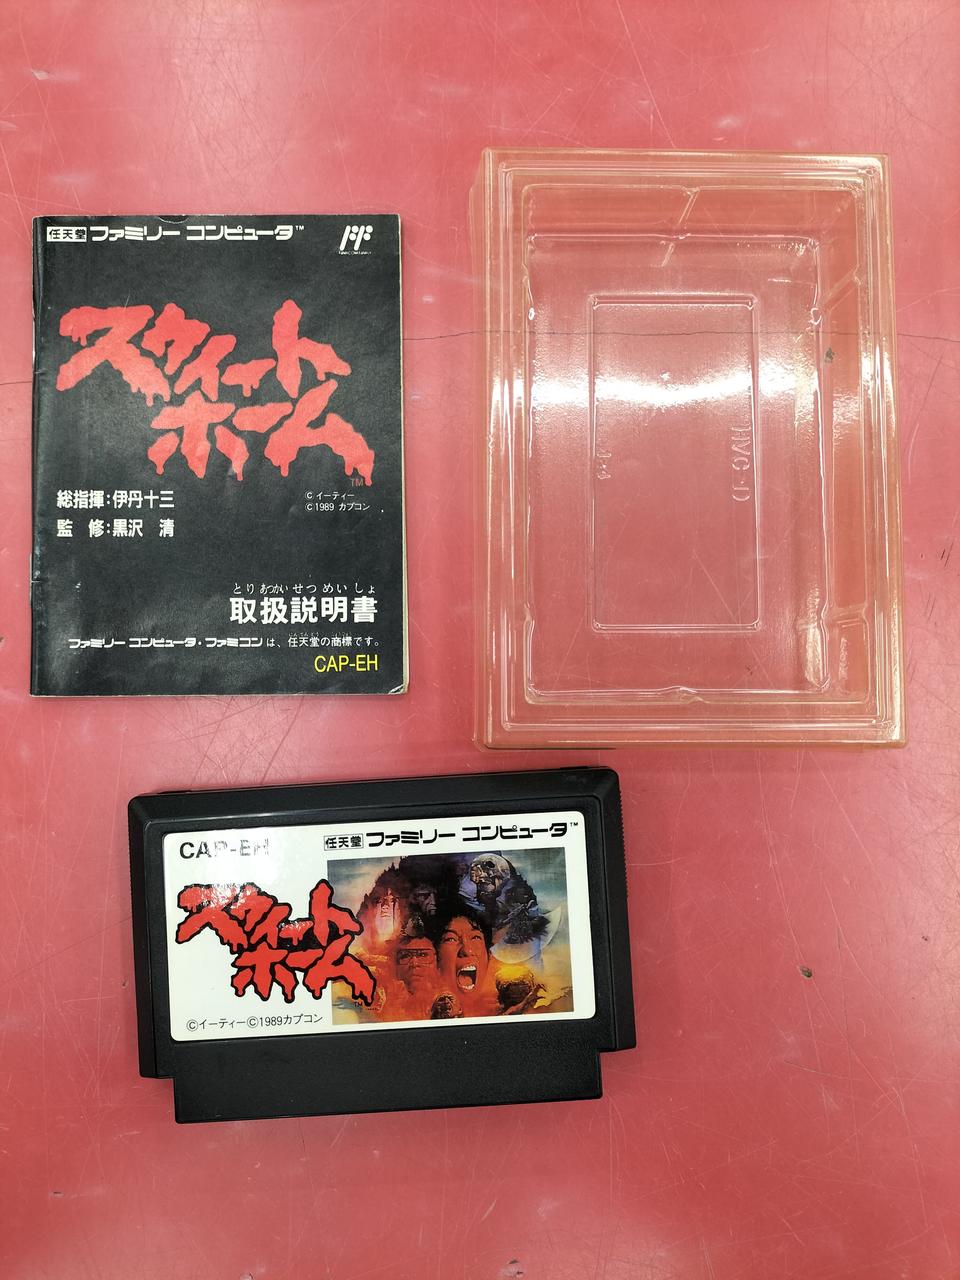 任天堂 ファミリー コンピュータ™
スウィート
ホーム
TM
総指揮:伊丹十三
監 修:黒沢 清
© イーティー
© 1989 カプコン
とりあつかいせつめいしょ
取扱説明書
ファミリー コンピュータ・ファミコンは、任天堂の商標です。
CAP-EH
HVC-D
CAP-EH
任天堂 ファミリー コンピュータ™
スウィート
ホーム
TM
©イーティー©1989カプコン